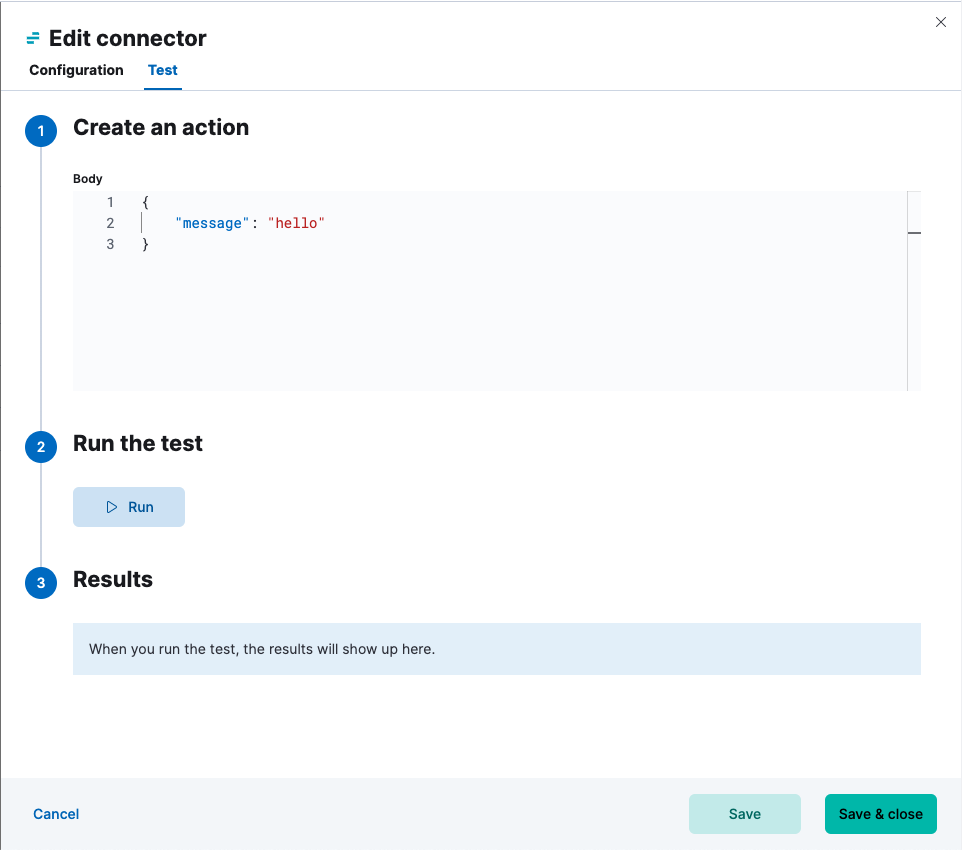 Edit connector
Configuration Test
1 Create an action
Body
1 {
2 "message": "hello"
3 }
2 Run the test
Run
3 Results
When you run the test, the results will show up here.
Cancel Save Save & close